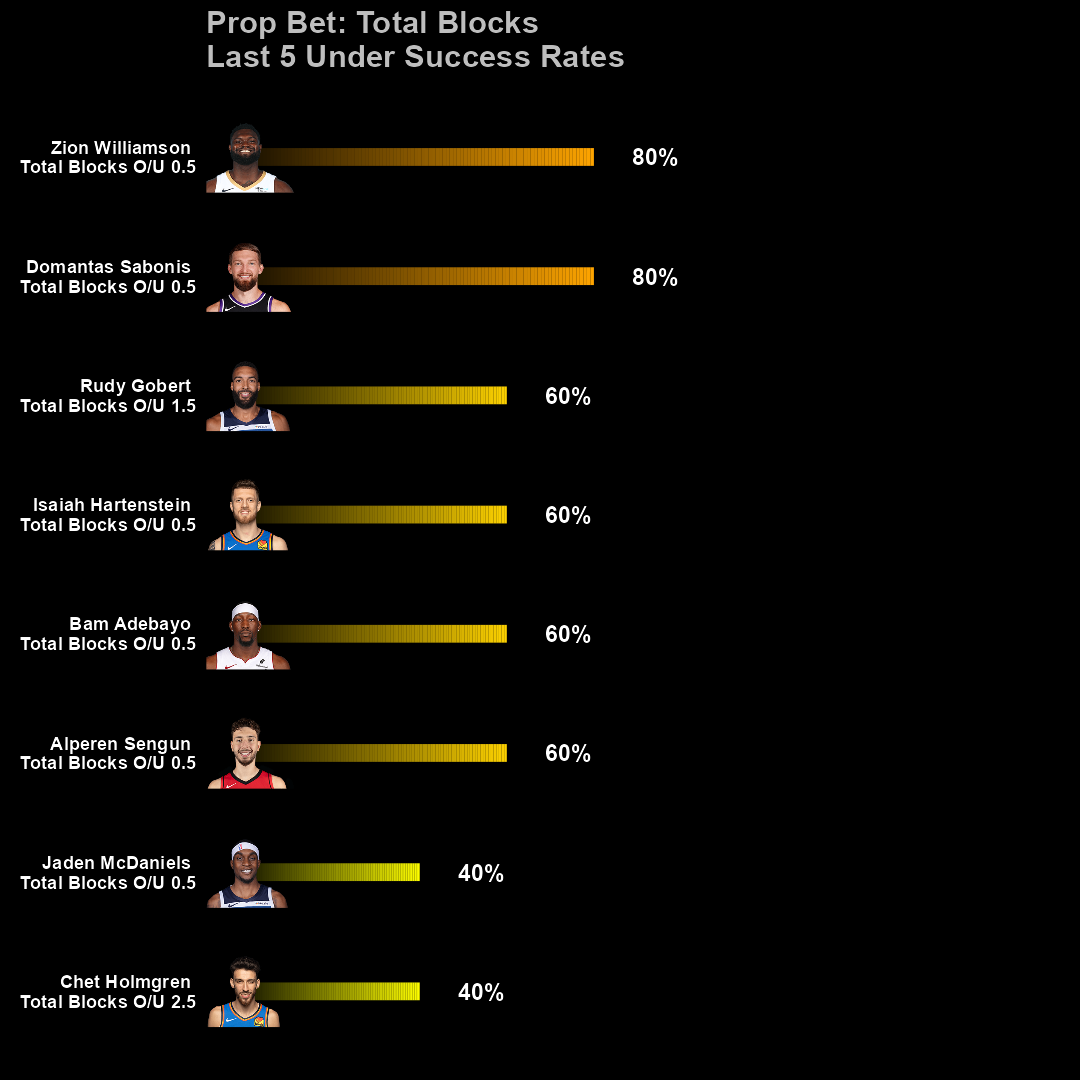 Prop Bet: Total Blocks
Last 5 Under Success Rates
Zion Williamson
Total Blocks O/U 0.5
80%
Domantas Sabonis
Total Blocks O/U 0.5
80%
Rudy Gobert
Total Blocks O/U 1.5
60%
Isaiah Hartenstein
Total Blocks O/U 0.5
60%
Bam Adebayo
Total Blocks O/U 0.5
60%
Alperen Sengun
Total Blocks O/U 0.5
60%
Jaden McDaniels
Total Blocks O/U 0.5
40%
Chet Holmgren
Total Blocks O/U 2.5
40%